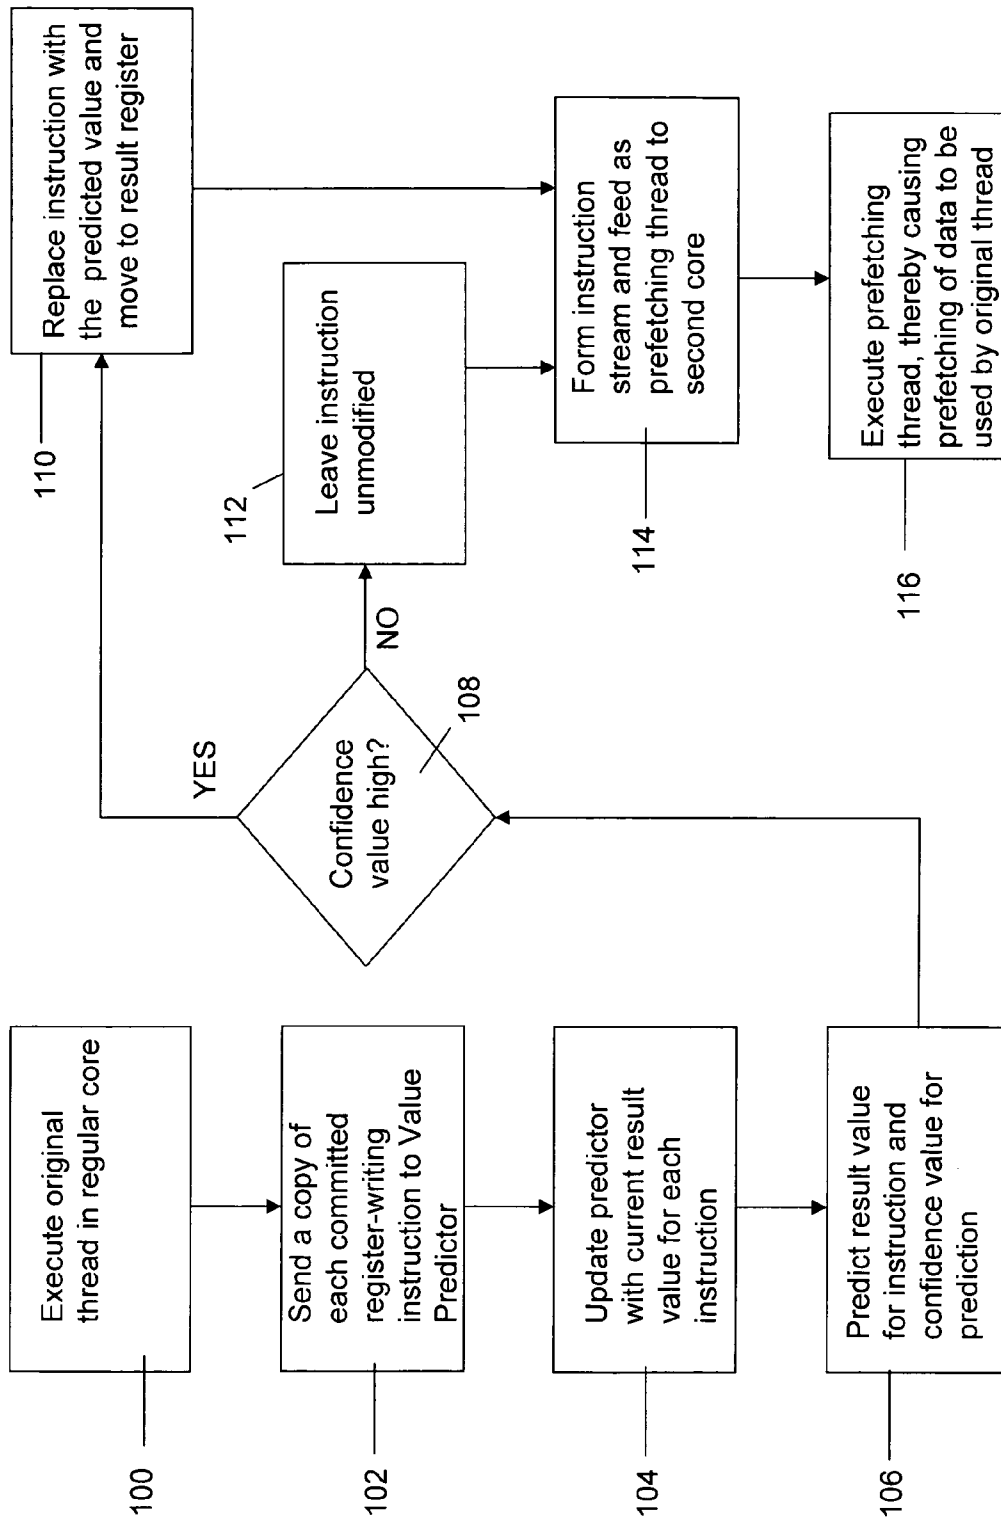 Execute original
thread in regular core
100
Send a copy of
each committed
register-writing
instruction to Value
Predictor
102
Update predictor
with current result
value for each
instruction
104
Predict result value
for instruction and
confidence value for
prediction
106
Confidence
value high?
108
YES
NO
Replace instruction with
the predicted value and
move to result register
110
Leave instruction
unmodified
112
Form instruction
stream and feed as
prefetching thread to
second core
114
Execute prefetching
thread, thereby causing
prefetching of data to be
used by original thread
116